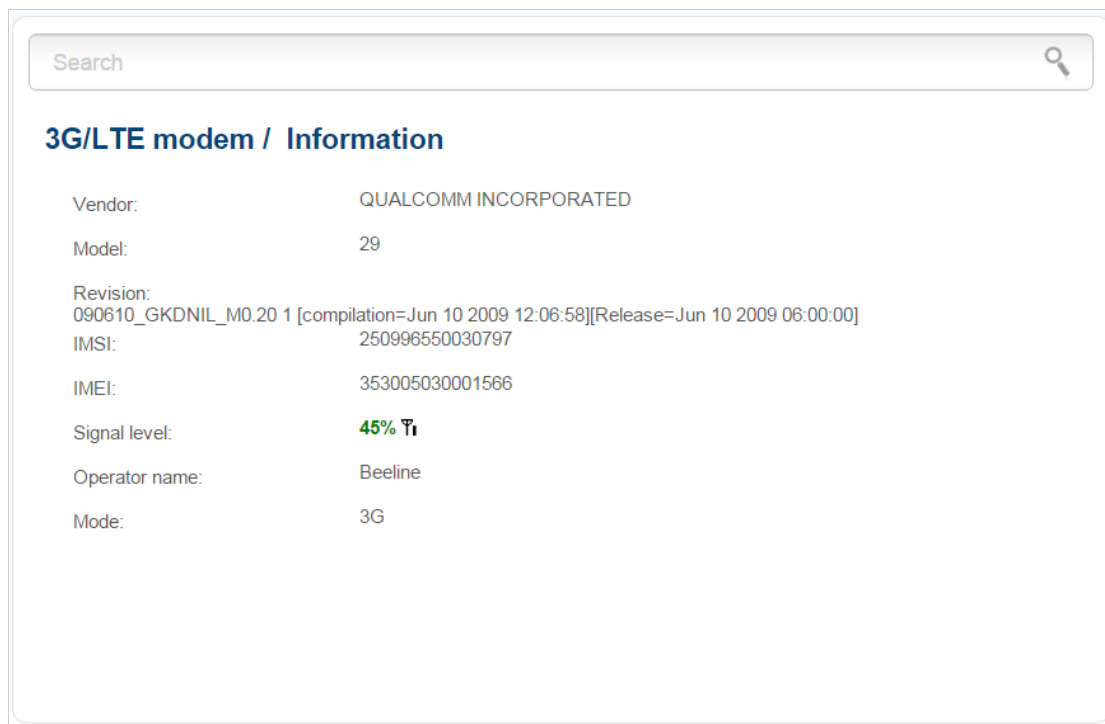 Search
3G/LTE modem / Information
Vendor: QUALCOMM INCORPORATED
Model: 29
Revision:
090610_GKDNIL_M0.20 1 [compilation=Jun 10 2009 12:06:58][Release=Jun 10 2009 06:00:00]
IMSI: 250996550030797
IMEI: 353005030001566
Signal level: 45%
Operator name: Beeline
Mode: 3G